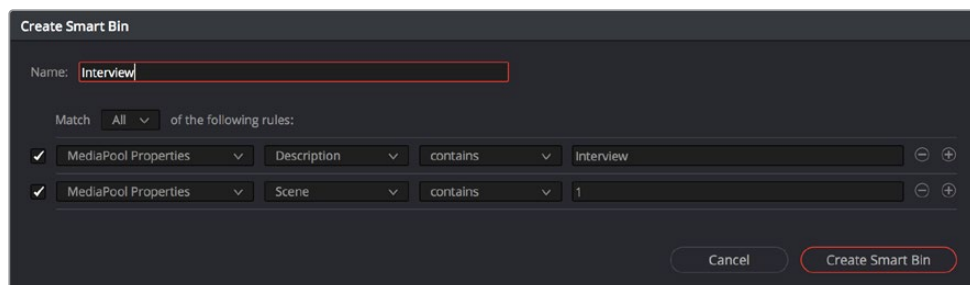 Create Smart Bin
Name: Interview
Match All of the following rules:
MediaPool Properties Description contains Interview
MediaPool Properties Scene contains 1
Cancel Create Smart Bin